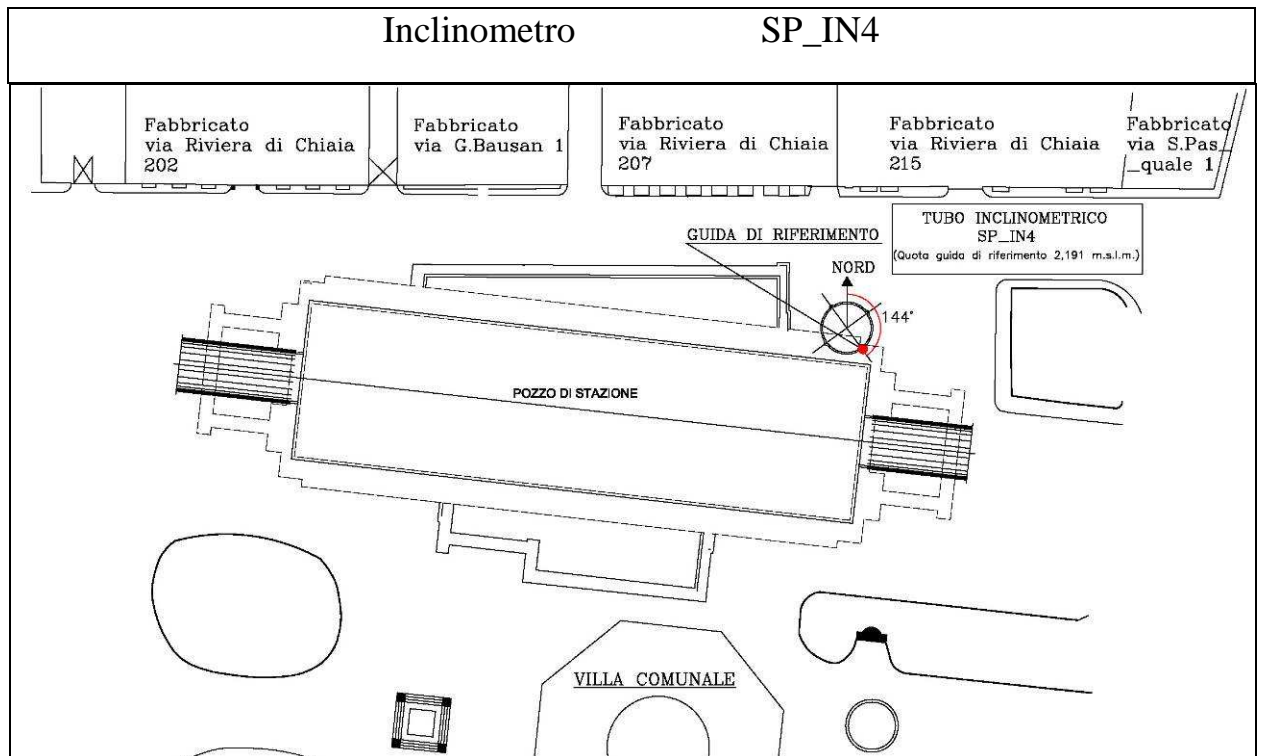 Inclinometro SP_IN4
Fabbricato
via Riviera di Chiaia
202
Fabbricato
via G.Bausan 1
Fabbricato
via Riviera di Chiaia
207
Fabbricato
via Riviera di Chiaia
215
Fabbricato
via S.Pas_
_quale 1
TUBO INCLINOMETRICO
SP_IN4
(Quota guida di riferimento 2,191 m.s.l.m.)
GUIDA DI RIFERIMENTO
NORD
144°
POZZO DI STAZIONE
VILLA COMUNALE